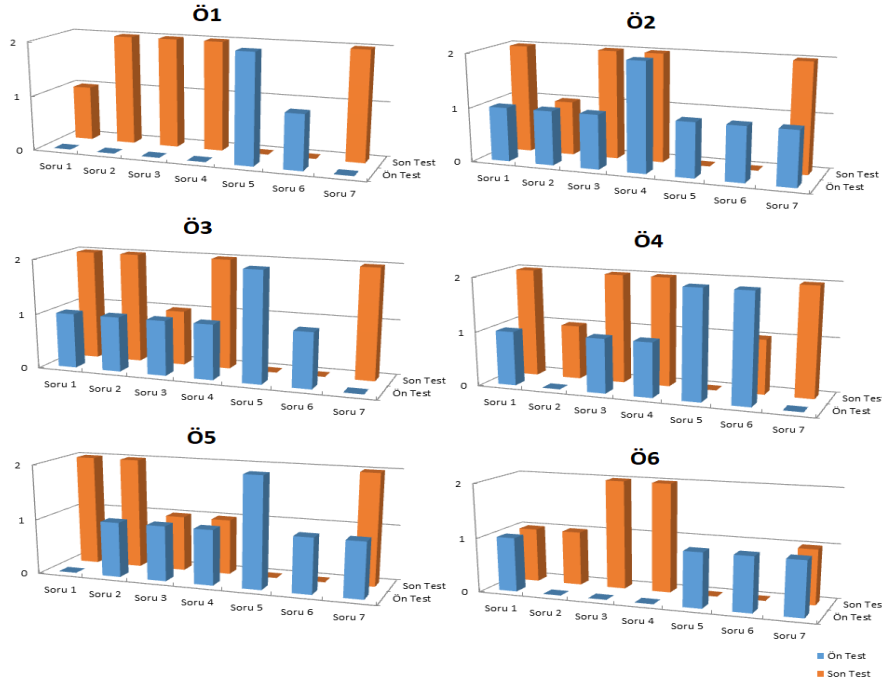 Ö1
2
1
0
Soru 1
Soru 2
Soru 3
Soru 4
Soru 5
Soru 6
Soru 7
Son Test
Ön Test
Ö2
2
1
0
Soru 1
Soru 2
Soru 3
Soru 4
Soru 5
Soru 6
Soru 7
Son Test
Ön Test
Ö3
2
1
0
Soru 1
Soru 2
Soru 3
Soru 4
Soru 5
Soru 6
Soru 7
Son Test
Ön Test
Ö4
2
1
0
Soru 1
Soru 2
Soru 3
Soru 4
Soru 5
Soru 6
Soru 7
Son Test
Ön Test
Ö5
2
1
0
Soru 1
Soru 2
Soru 3
Soru 4
Soru 5
Soru 6
Soru 7
Son Test
Ön Test
Ö6
2
1
0
Soru 1
Soru 2
Soru 3
Soru 4
Soru 5
Soru 6
Soru 7
Son Test
Ön Test
Ön Test
Son Test